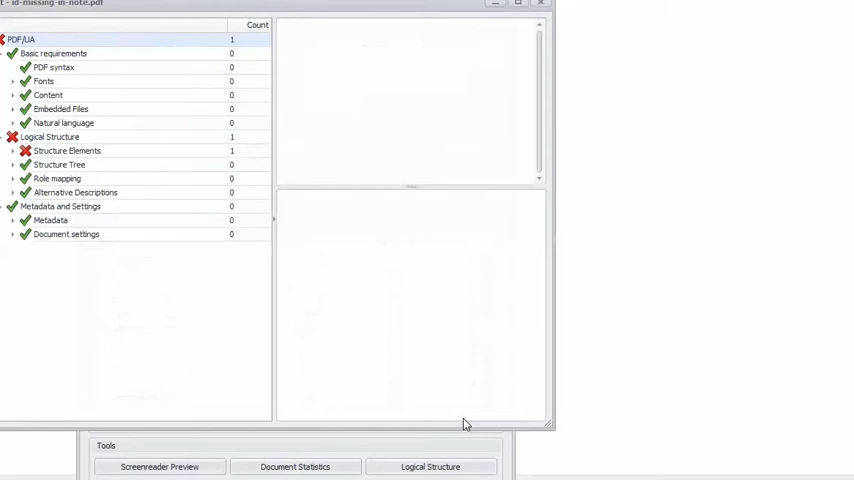 t - id-missing-in-note.pdf
Count
PDF/UA 1
Basic requirements 0
PDF syntax 0
Fonts 0
Content 0
Embedded Files 0
Natural language 0
Logical Structure 1
Structure Elements 1
Structure Tree 0
Role mapping 0
Alternative Descriptions 0
Metadata and Settings 0
Metadata 0
Document settings 0
Tools
Screenreader Preview Document Statistics Logical Structure